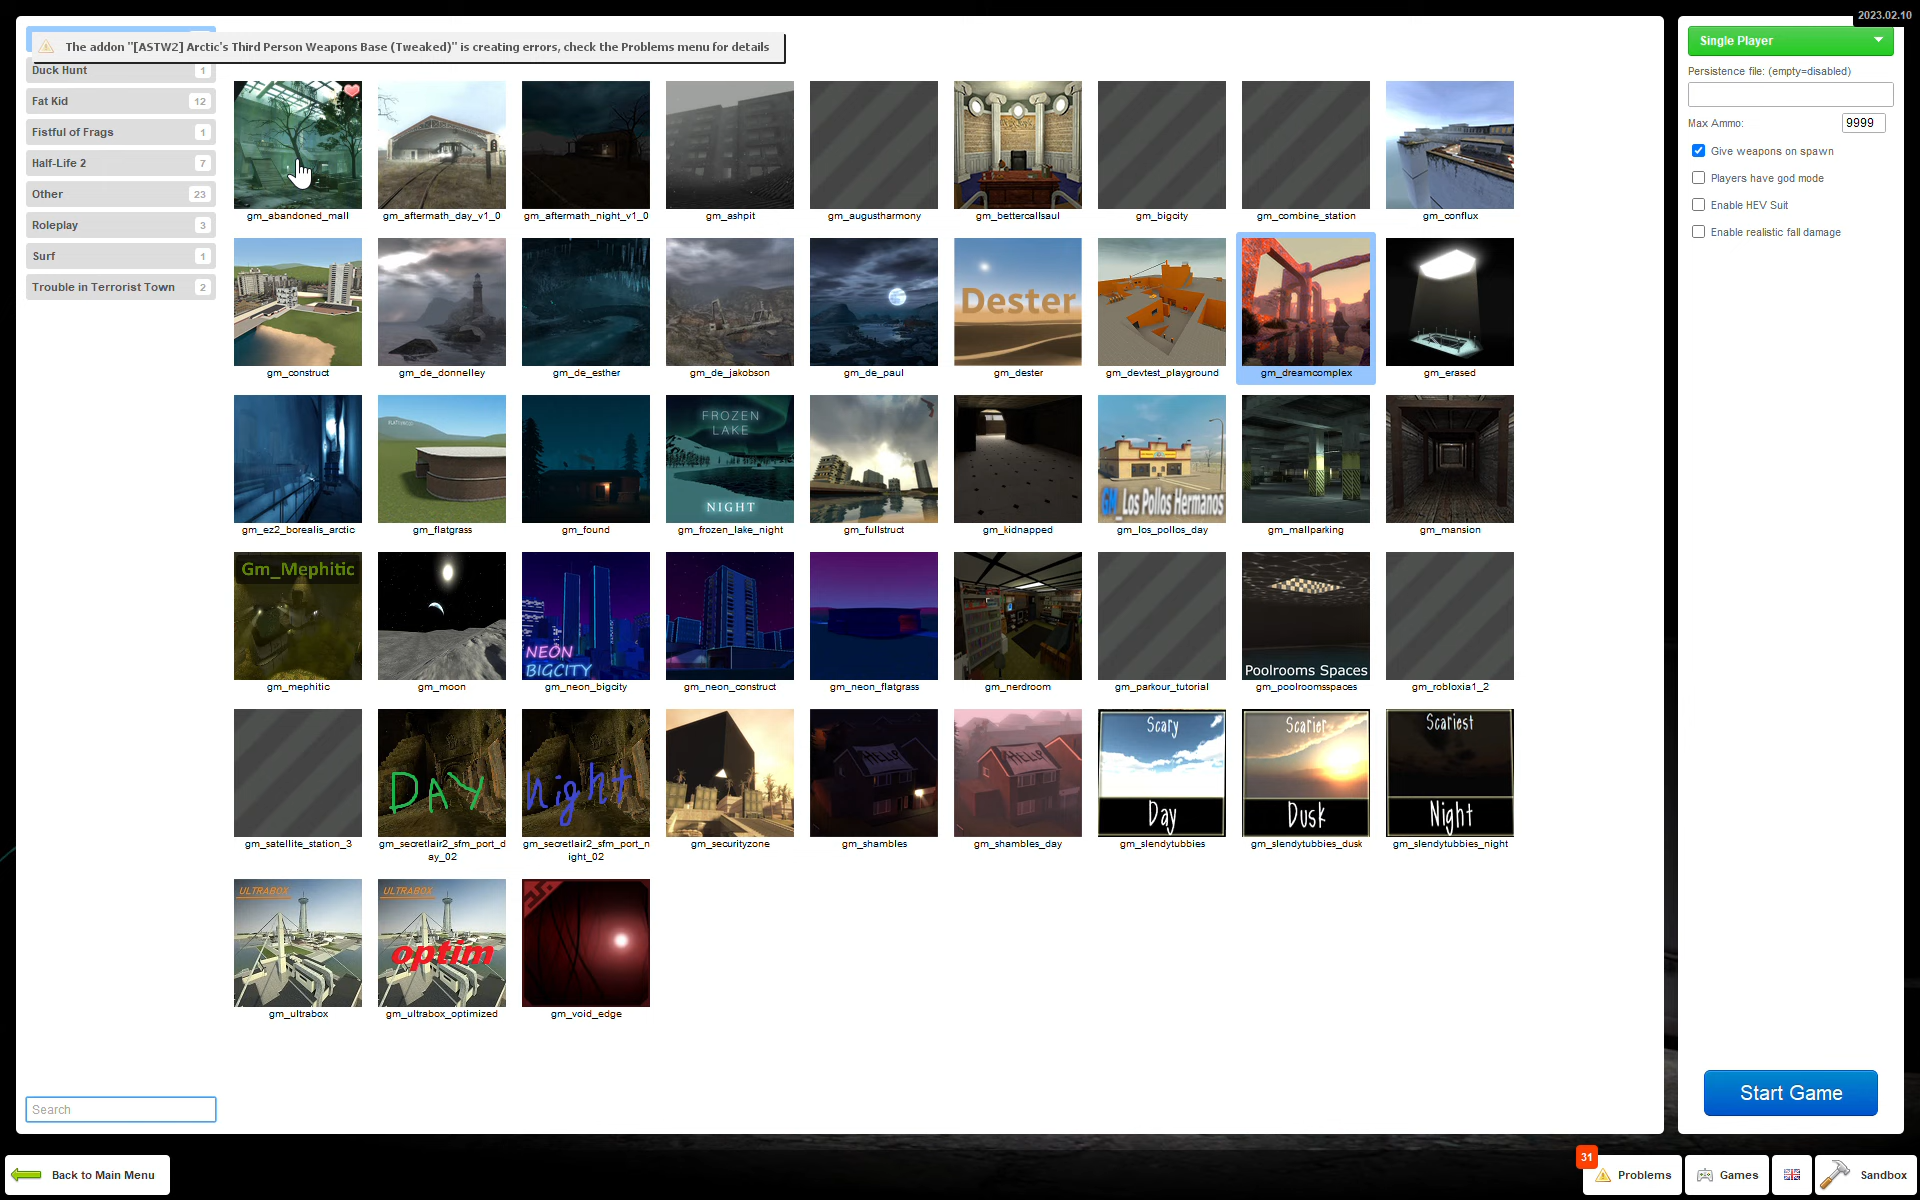 2023.02.10
The addon "[ASTW2] Arctic's Third Person Weapons Base (Tweaked)" is creating errors, check the Problems menu for details
Duck Hunt 1
Fat Kid 12
Fistful of Frags 1
Half-Life 2 7
Other 23
Roleplay 3
Surf 1
Trouble in Terrorist Town 2
Search
gm_abandoned_mall
gm_aftermath_day_v1_0
gm_aftermath_night_v1_0
gm_ashpit
gm_augustharmony
gm_bettercallsaul
gm_bigcity
gm_combine_station
gm_conflux
Dester
gm_construct
gm_de_donnelley
gm_de_esther
gm_de_jakobson
gm_de_paul
gm_dester
gm_devtest_playground
gm_dreamcomplex
gm_erased
FROZEN
LAKE
NIGHT
GM_Los Pollos Hermanos
gm_ez2_borealis_arctic
gm_flatgrass
gm_found
gm_frozen_lake_night
gm_fullstruct
gm_kidnapped
gm_los_pollos_day
gm_mallparking
gm_mansion
Gm_Mephitic
NEON
BIGCITY
Poolrooms Spaces
gm_mephitic
gm_moon
gm_neon_bigcity
gm_neon_construct
gm_neon_flatgrass
gm_nerdroom
gm_parkour_tutorial
gm_poolroomsspaces
gm_robloxia1_2
DAY
Night
HELLO
HELLO
Scary
Day
Scarier
Dusk
Scariest
Night
gm_satellite_station_3
gm_secretlair2_sfm_port_d
ay_02
gm_secretlair2_sfm_port_n
ight_02
gm_securityzone
gm_shambles
gm_shambles_day
gm_slendytubbies
gm_slendytubbies_dusk
gm_slendytubbies_night
ULTRABOX
ULTRABOX
optim
gm_ultrabox
gm_ultrabox_optimized
gm_void_edge
Single Player
Persistence file: (empty=disabled)
Max Ammo: 9999
Give weapons on spawn
Players have god mode
Enable HEV Suit
Enable realistic fall damage
Start Game
Back to Main Menu
31
Problems
Games
Sandbox